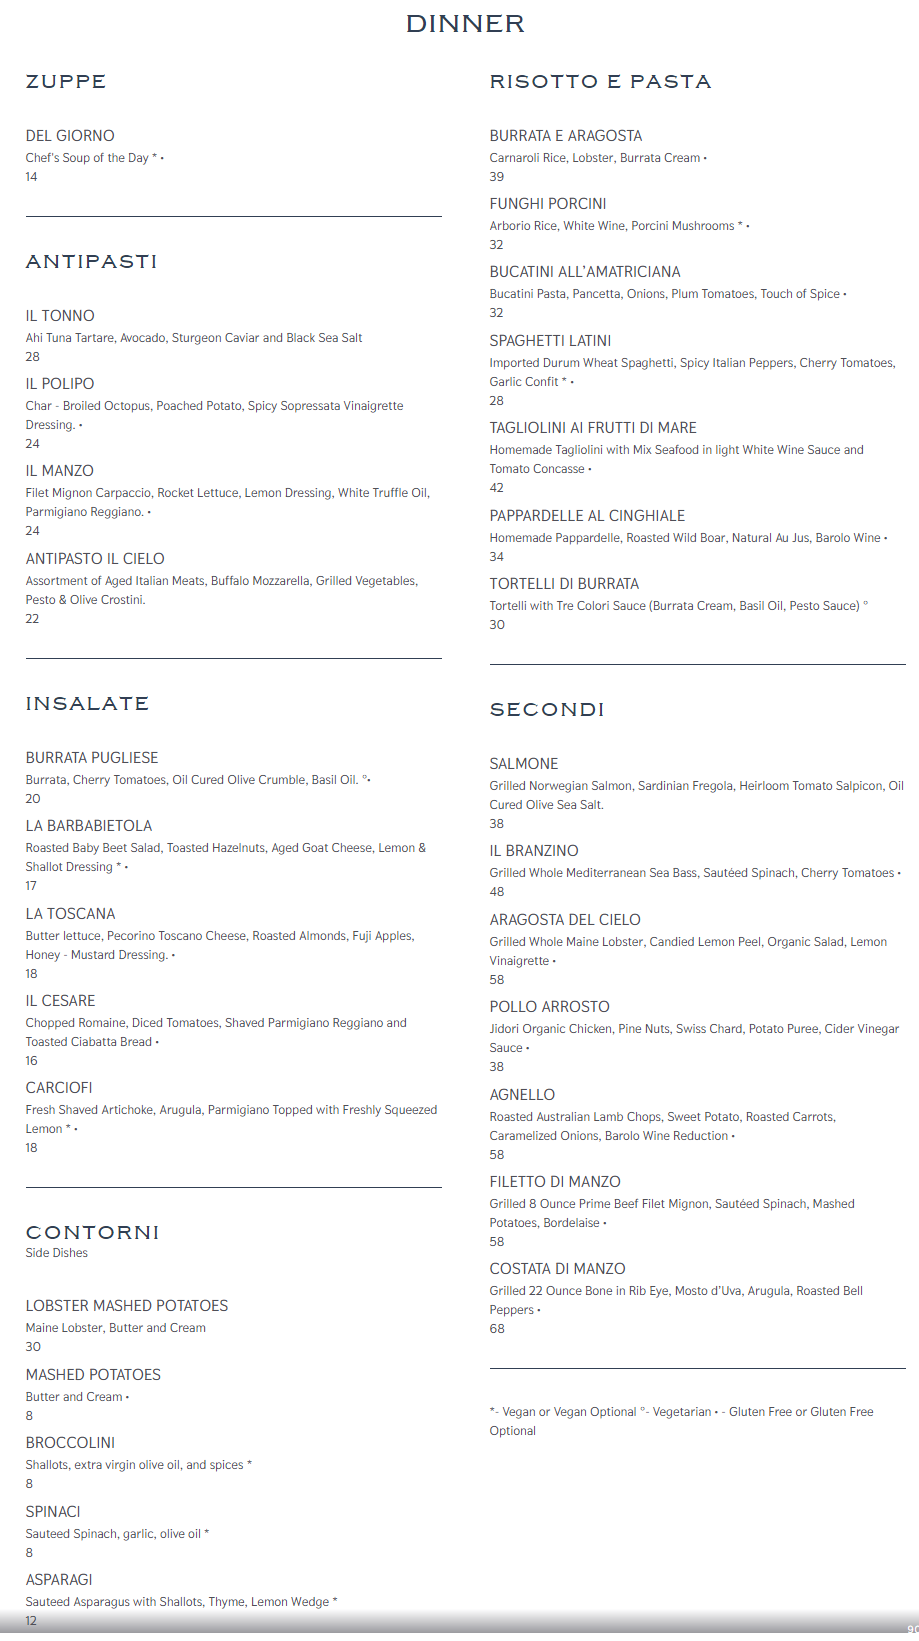 DINNER
ZUPPE
DEL GIORNO
Chef's Soup of the Day * •
14
ANTIPASTI
IL TONNO
Ahi Tuna Tartare, Avocado, Sturgeon Caviar and Black Sea Salt
28
IL POLIPO
Char - Broiled Octopus, Poached Potato, Spicy Sopressata Vinaigrette
Dressing. •
24
IL MANZO
Filet Mignon Carpaccio, Rocket Lettuce, Lemon Dressing, White Truffle Oil,
Parmigiano Reggiano. •
24
ANTIPASTO IL CIELO
Assortment of Aged Italian Meats, Buffalo Mozzarella, Grilled Vegetables,
Pesto & Olive Crostini.
22
INSALATE
BURRATA PUGLIESE
Burrata, Cherry Tomatoes, Oil Cured Olive Crumble, Basil Oil. °•
20
LA BARBABIETOLA
Roasted Baby Beet Salad, Toasted Hazelnuts, Aged Goat Cheese, Lemon &
Shallot Dressing * •
17
LA TOSCANA
Butter lettuce, Pecorino Toscano Cheese, Roasted Almonds, Fuji Apples,
Honey - Mustard Dressing. •
18
IL CESARE
Chopped Romaine, Diced Tomatoes, Shaved Parmigiano Reggiano and
Toasted Ciabatta Bread •
16
CARCIOFI
Fresh Shaved Artichoke, Arugula, Parmigiano Topped with Freshly Squeezed
Lemon * •
18
CONTORNI
Side Dishes
LOBSTER MASHED POTATOES
Maine Lobster, Butter and Cream
30
MASHED POTATOES
Butter and Cream •
8
BROCCOLINI
Shallots, extra virgin olive oil, and spices *
8
SPINACI
Sauteed Spinach, garlic, olive oil *
8
ASPARAGI
Sauteed Asparagus with Shallots, Thyme, Lemon Wedge *
12
RISOTTO E PASTA
BURRATA E ARAGOSTA
Carnaroli Rice, Lobster, Burrata Cream •
39
FUNGHI PORCINI
Arborio Rice, White Wine, Porcini Mushrooms * •
32
BUCATINI ALL'AMATRICIANA
Bucatini Pasta, Pancetta, Onions, Plum Tomatoes, Touch of Spice •
32
SPAGHETTI LATINI
Imported Durum Wheat Spaghetti, Spicy Italian Peppers, Cherry Tomatoes,
Garlic Confit * •
28
TAGLIOLINI AI FRUTTI DI MARE
Homemade Tagliolini with Mix Seafood in light White Wine Sauce and
Tomato Concasse •
42
PAPPARDELLE AL CINGHIALE
Homemade Pappardelle, Roasted Wild Boar, Natural Au Jus, Barolo Wine •
34
TORTELLI DI BURRATA
Tortelli with Tre Colori Sauce (Burrata Cream, Basil Oil, Pesto Sauce) °
30
SECONDI
SALMONE
Grilled Norwegian Salmon, Sardinian Fregola, Heirloom Tomato Salpicon, Oil
Cured Olive Sea Salt.
38
IL BRANZINO
Grilled Whole Mediterranean Sea Bass, Sautéed Spinach, Cherry Tomatoes •
48
ARAGOSTA DEL CIELO
Grilled Whole Maine Lobster, Candied Lemon Peel, Organic Salad, Lemon
Vinaigrette •
58
POLLO ARROSTO
Jidori Organic Chicken, Pine Nuts, Swiss Chard, Potato Puree, Cider Vinegar
Sauce •
38
AGNELLO
Roasted Australian Lamb Chops, Sweet Potato, Roasted Carrots,
Caramelized Onions, Barolo Wine Reduction •
58
FILETTO DI MANZO
Grilled 8 Ounce Prime Beef Filet Mignon, Sautéed Spinach, Mashed
Potatoes, Bordelaise •
58
COSTATA DI MANZO
Grilled 22 Ounce Bone in Rib Eye, Mosto d'Uva, Arugula, Roasted Bell
Peppers •
68
*- Vegan or Vegan Optional °- Vegetarian • - Gluten Free or Gluten Free
Optional